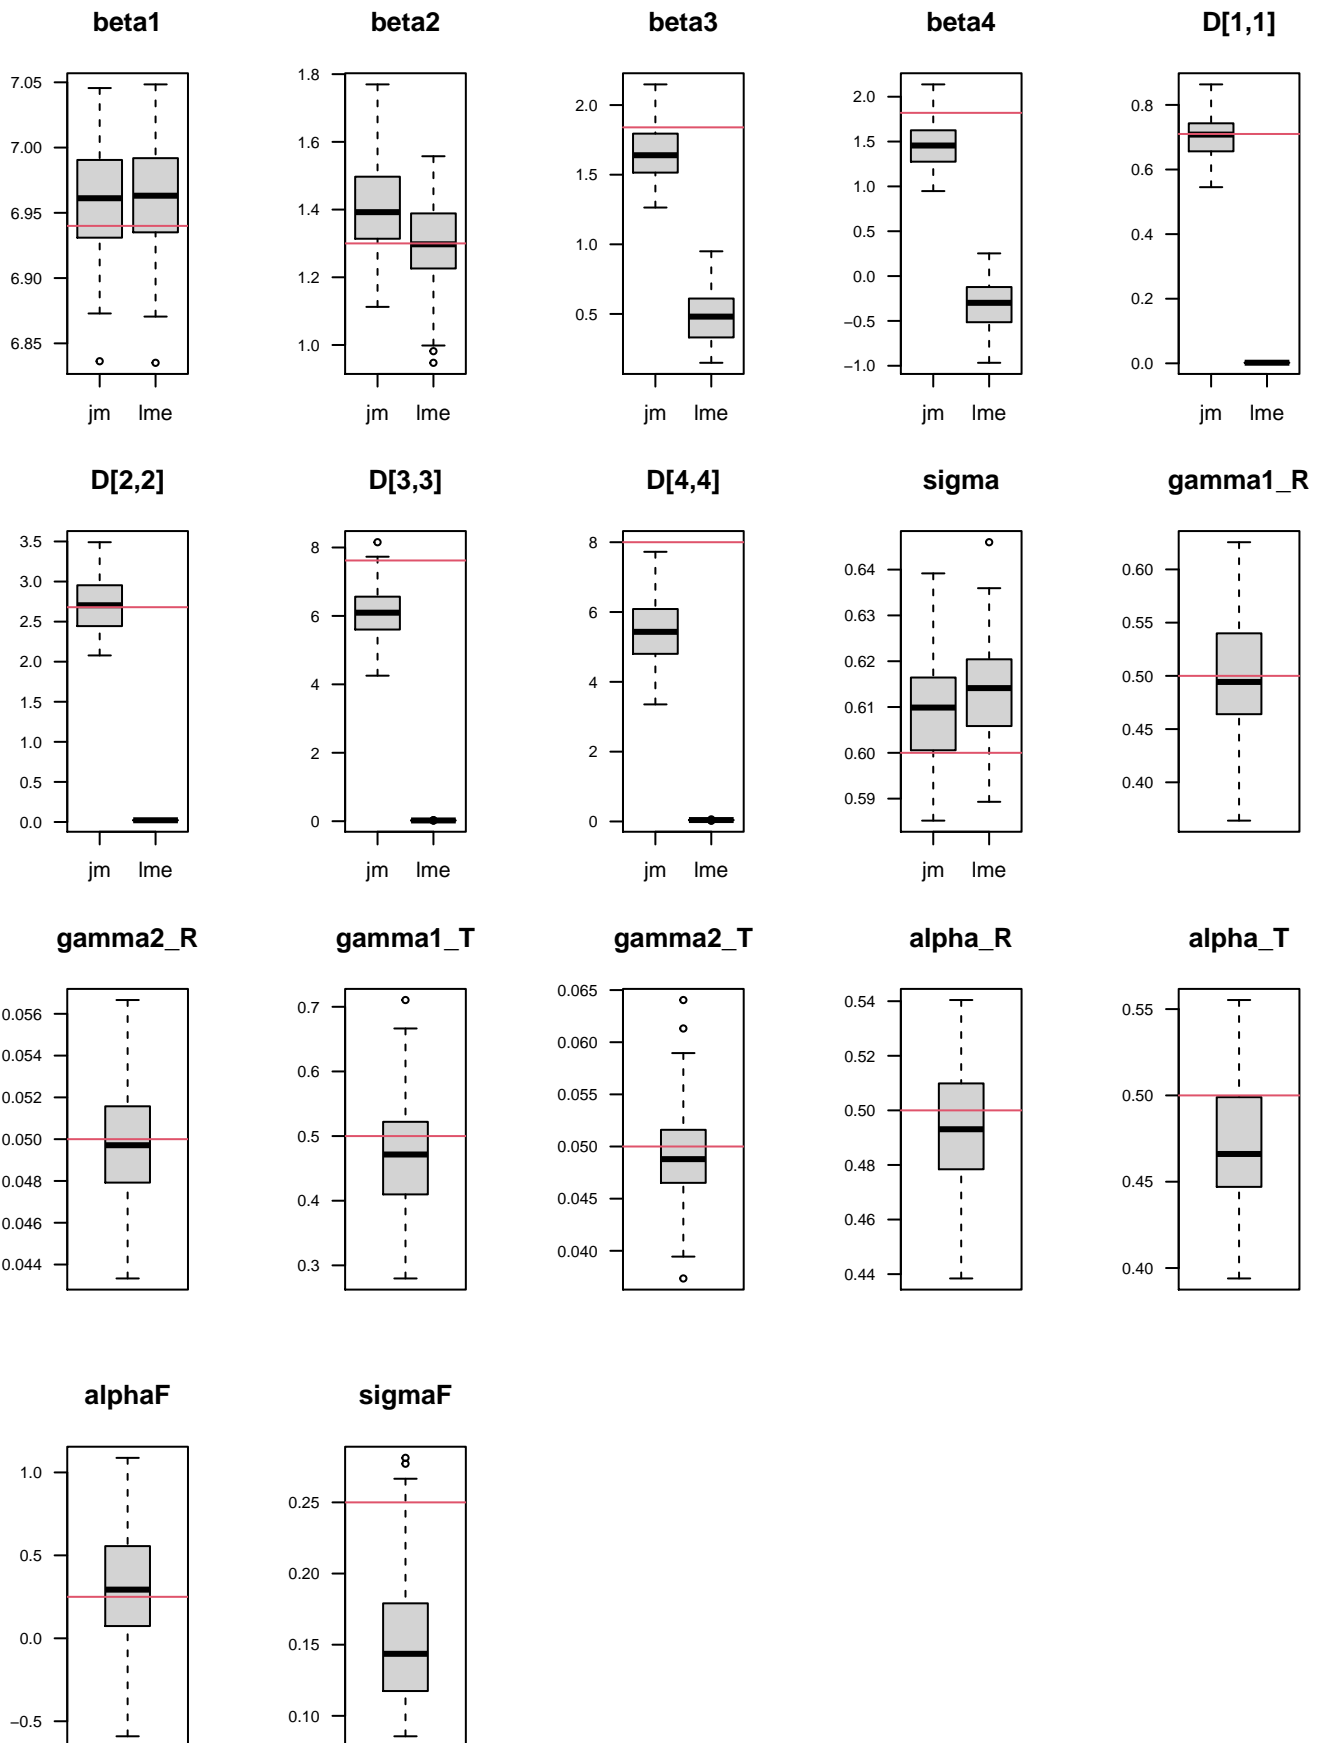 beta1 beta2 beta3 beta4 D[1,1]
7.05 7.00 6.95 6.90 6.85
1.8 1.6 1.4 1.2 1.0
2.0 1.5 1.0 0.5
2.0 1.5 1.0 0.5 0.0 −0.5 −1.0
0.8 0.6 0.4 0.2 0.0
jm lme jm lme jm lme jm lme jm lme
D[2,2] D[3,3] D[4,4] sigma gamma1_R
3.5 3.0 2.5 2.0 1.5 1.0 0.5 0.0
8 6 4 2 0
8 6 4 2 0
0.64 0.63 0.62 0.61 0.60 0.59
0.60 0.55 0.50 0.45 0.40
jm lme jm lme jm lme jm lme
gamma2_R gamma1_T gamma2_T alpha_R alpha_T
0.056 0.054 0.052 0.050 0.048 0.046 0.044
0.7 0.6 0.5 0.4 0.3
0.065 0.060 0.055 0.050 0.045 0.040
0.54 0.52 0.50 0.48 0.46 0.44
0.55 0.50 0.45 0.40
alphaF sigmaF
1.0 0.5 0.0 −0.5
0.25 0.20 0.15 0.10